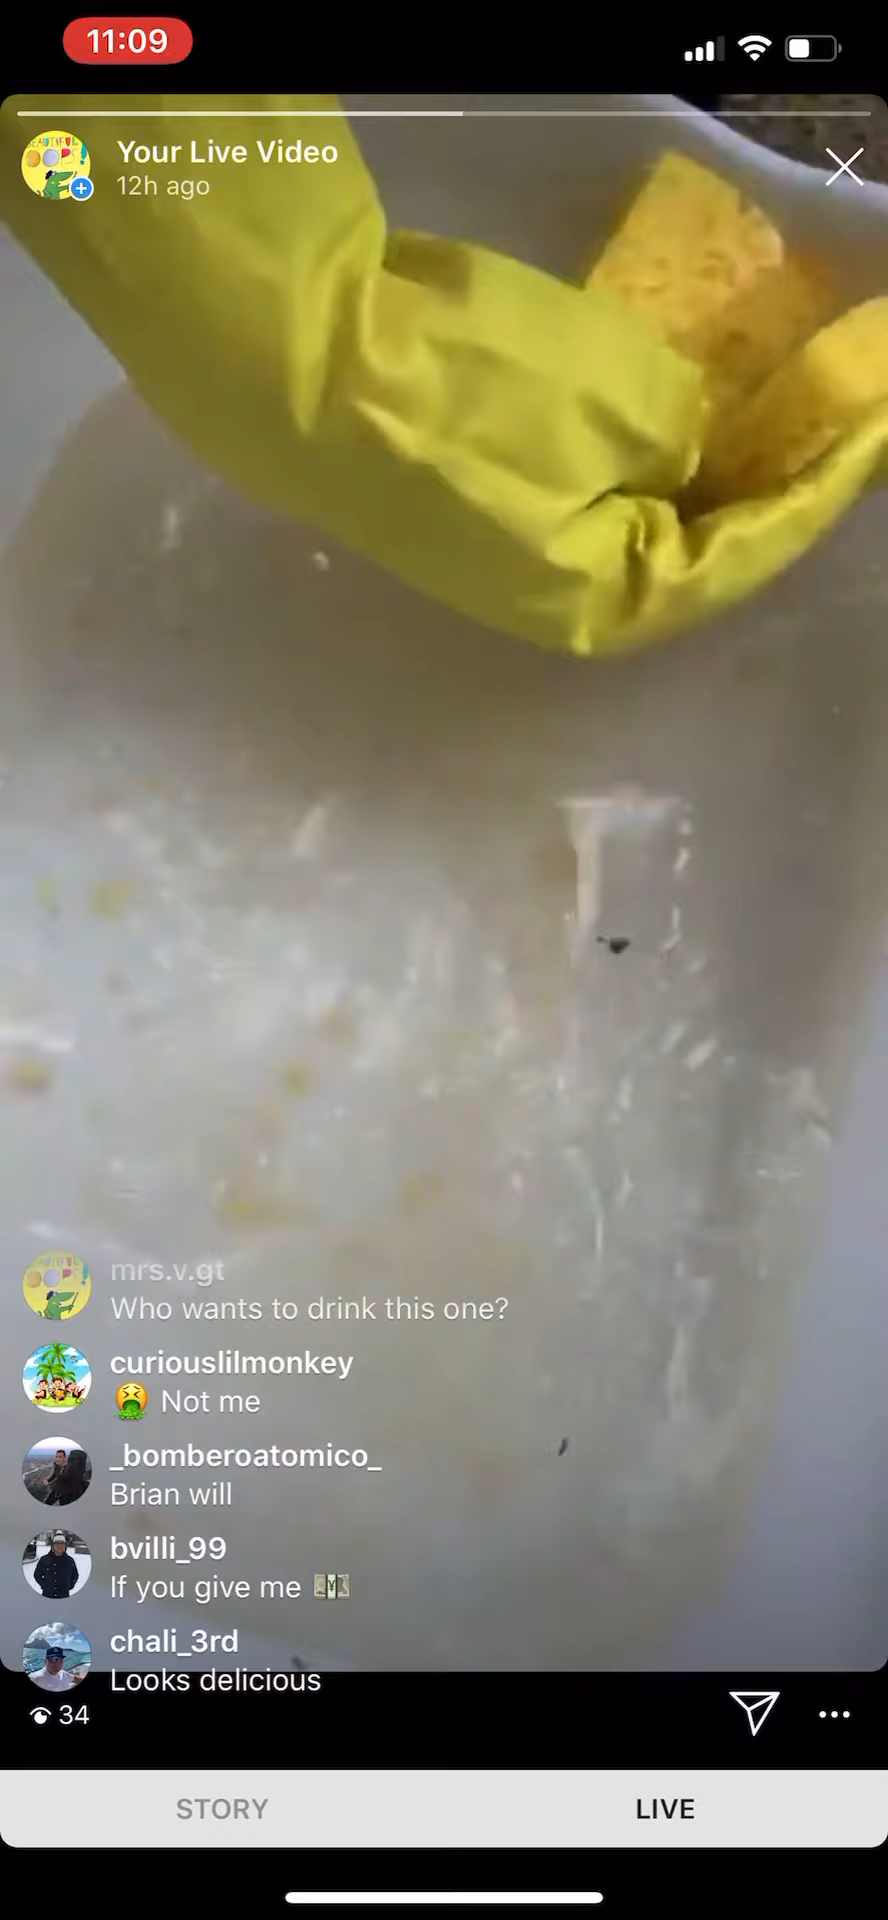 11:09
Your Live Video
12h ago
mrs.v.gt
Who wants to drink this one?
curiouslilmonkey
🤮 Not me
_bomberoatomico_
Brian will
bvilli_99
If you give me 💴
chali_3rd
Looks delicious
34
STORY
LIVE